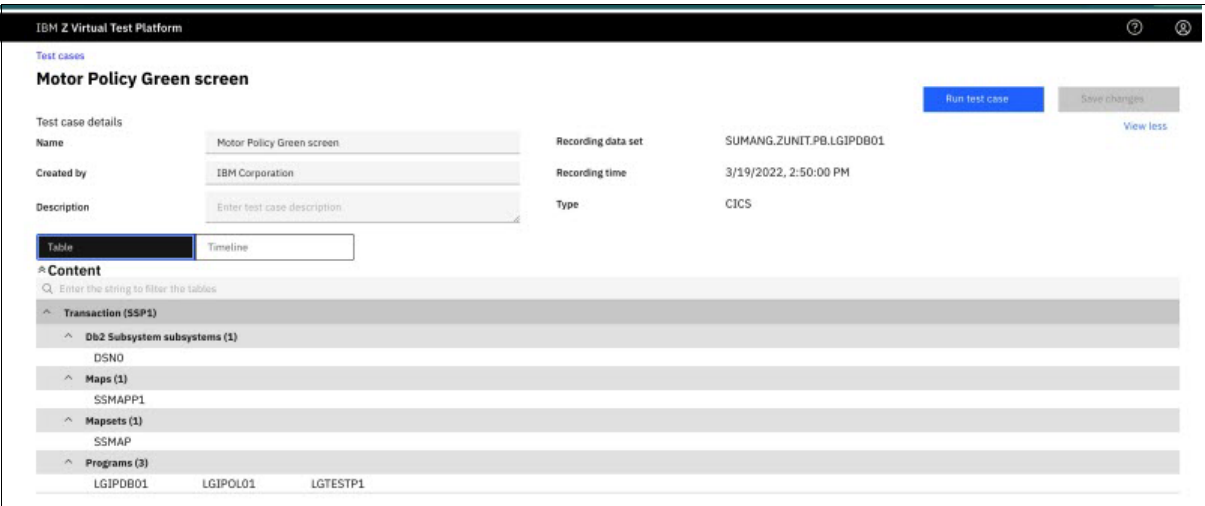 IBM Z Virtual Test Platform
Test cases
Motor Policy Green screen
Run test case
Save changes
Test case details
View less
Name
Motor Policy Green screen
Recording data set
SUMANG.ZUNIT.PB.LGIPDB01
Created by
IBM Corporation
Recording time
3/19/2022, 2:50:00 PM
Description
Enter test case description
Type
CICS
Table
Timeline
Content
Enter the string to filter the tables
Transaction (SSP1)
Db2 Subsystem subsystems (1)
DSN0
Maps (1)
SSMAPP1
Mapsets (1)
SSMAP
Programs (3)
LGIPDB01 LGIPOL01 LGTESTP1